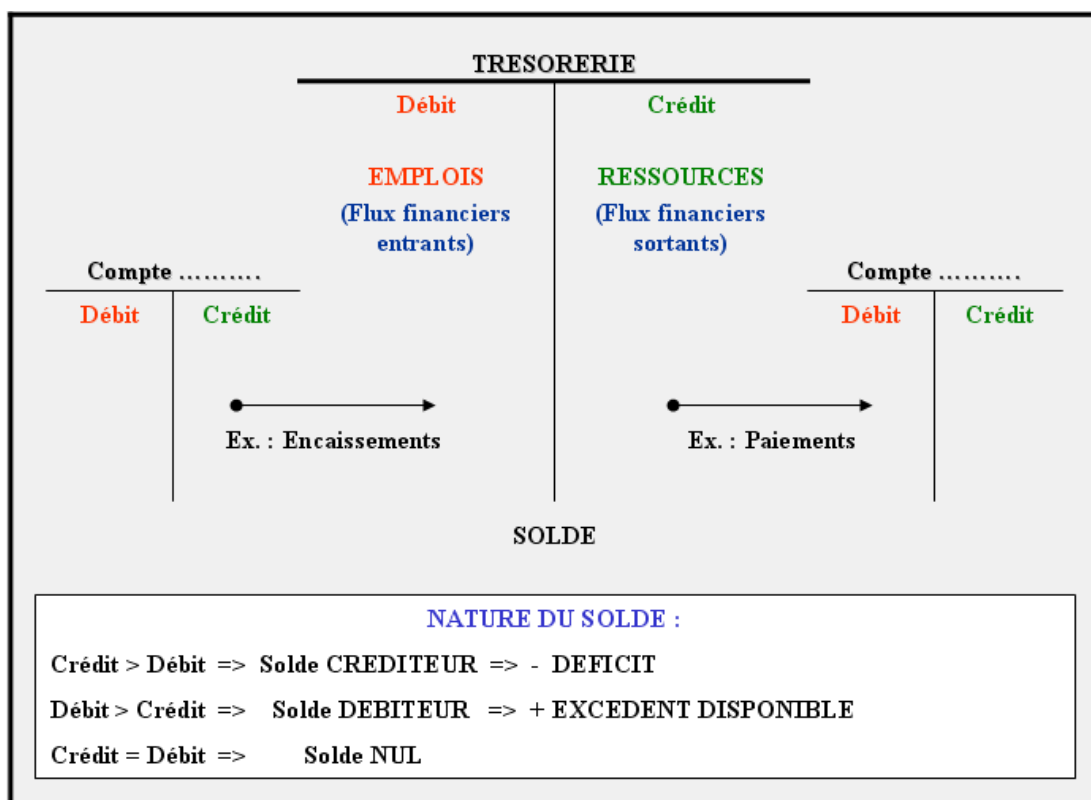 TRESORERIE
Débit Crédit
EMPLOIS RESSOURCES
(Flux financiers (Flux financiers
entrants) sortants)
Compte ………. Compte ……….
Débit Crédit Débit Crédit
Ex. : Encaissements Ex. : Paiements
SOLDE
NATURE DU SOLDE :
Crédit > Débit => Solde CREDITEUR => - DEFICIT
Débit > Crédit => Solde DEBITEUR => + EXCEDENT DISPONIBLE
Crédit = Débit => Solde NUL